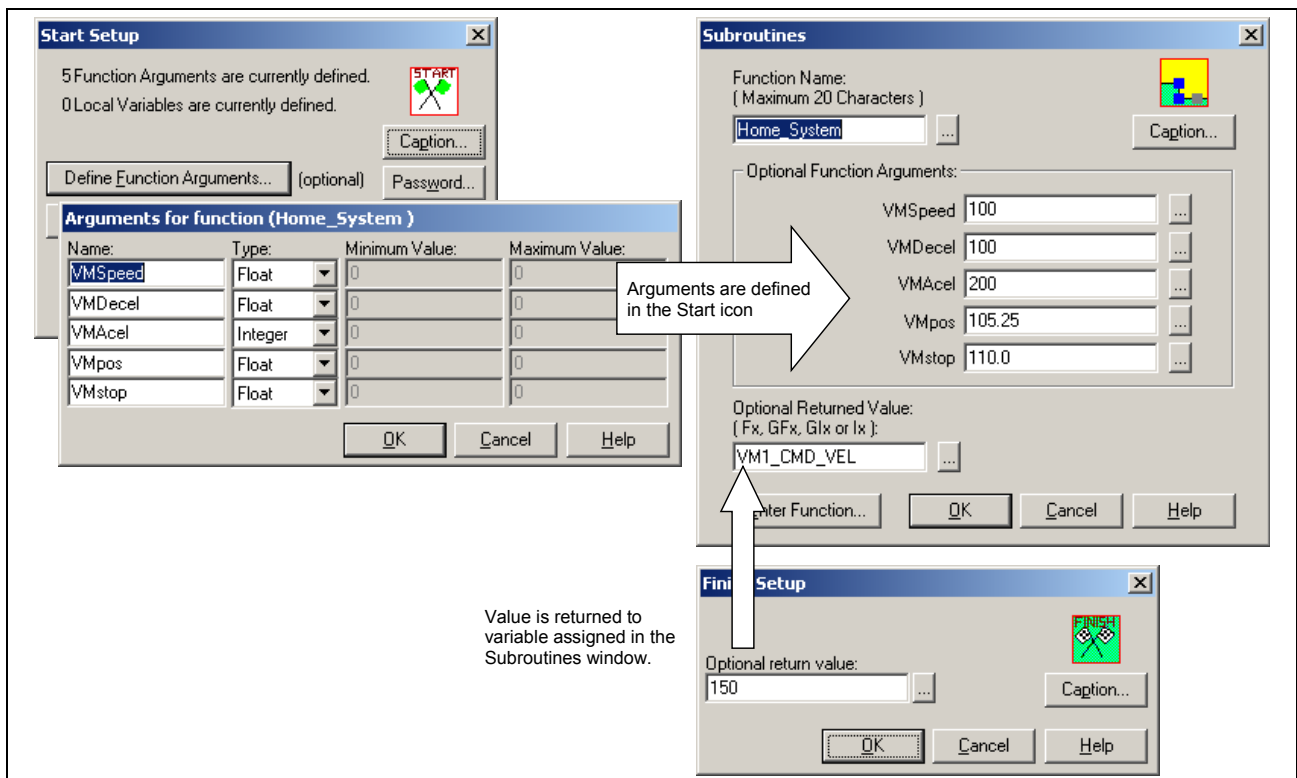 Start Setup
5 Function Arguments are currently defined.
0 Local Variables are currently defined.
START
Caption...
Define Function Arguments...
(optional)
Password...
Arguments for function (Home_System )
Name: Type: Minimum Value: Maximum Value:
VMSpeed Float 0 0
VMDecel Float 0 0
VMAcel Integer 0 0
VMpos Float 0 0
VMstop Float 0 0
OK Cancel Help
Arguments are defined
in the Start icon
Subroutines
Function Name:
( Maximum 20 Characters )
Home_System ...
Caption...
Optional Function Arguments:
VMSpeed 100 ...
VMDecel 100 ...
VMAcel 200 ...
VMpos 105.25 ...
VMstop 110.0 ...
Optional Returned Value:
( Fx, GFx, GIx or Ix ):
VM1_CMD_VEL ...
nter Function... OK Cancel Help
Value is returned to
variable assigned in the
Subroutines window.
Fini Setup
FINISH
Optional return value:
150 ...
Caption...
OK Cancel Help